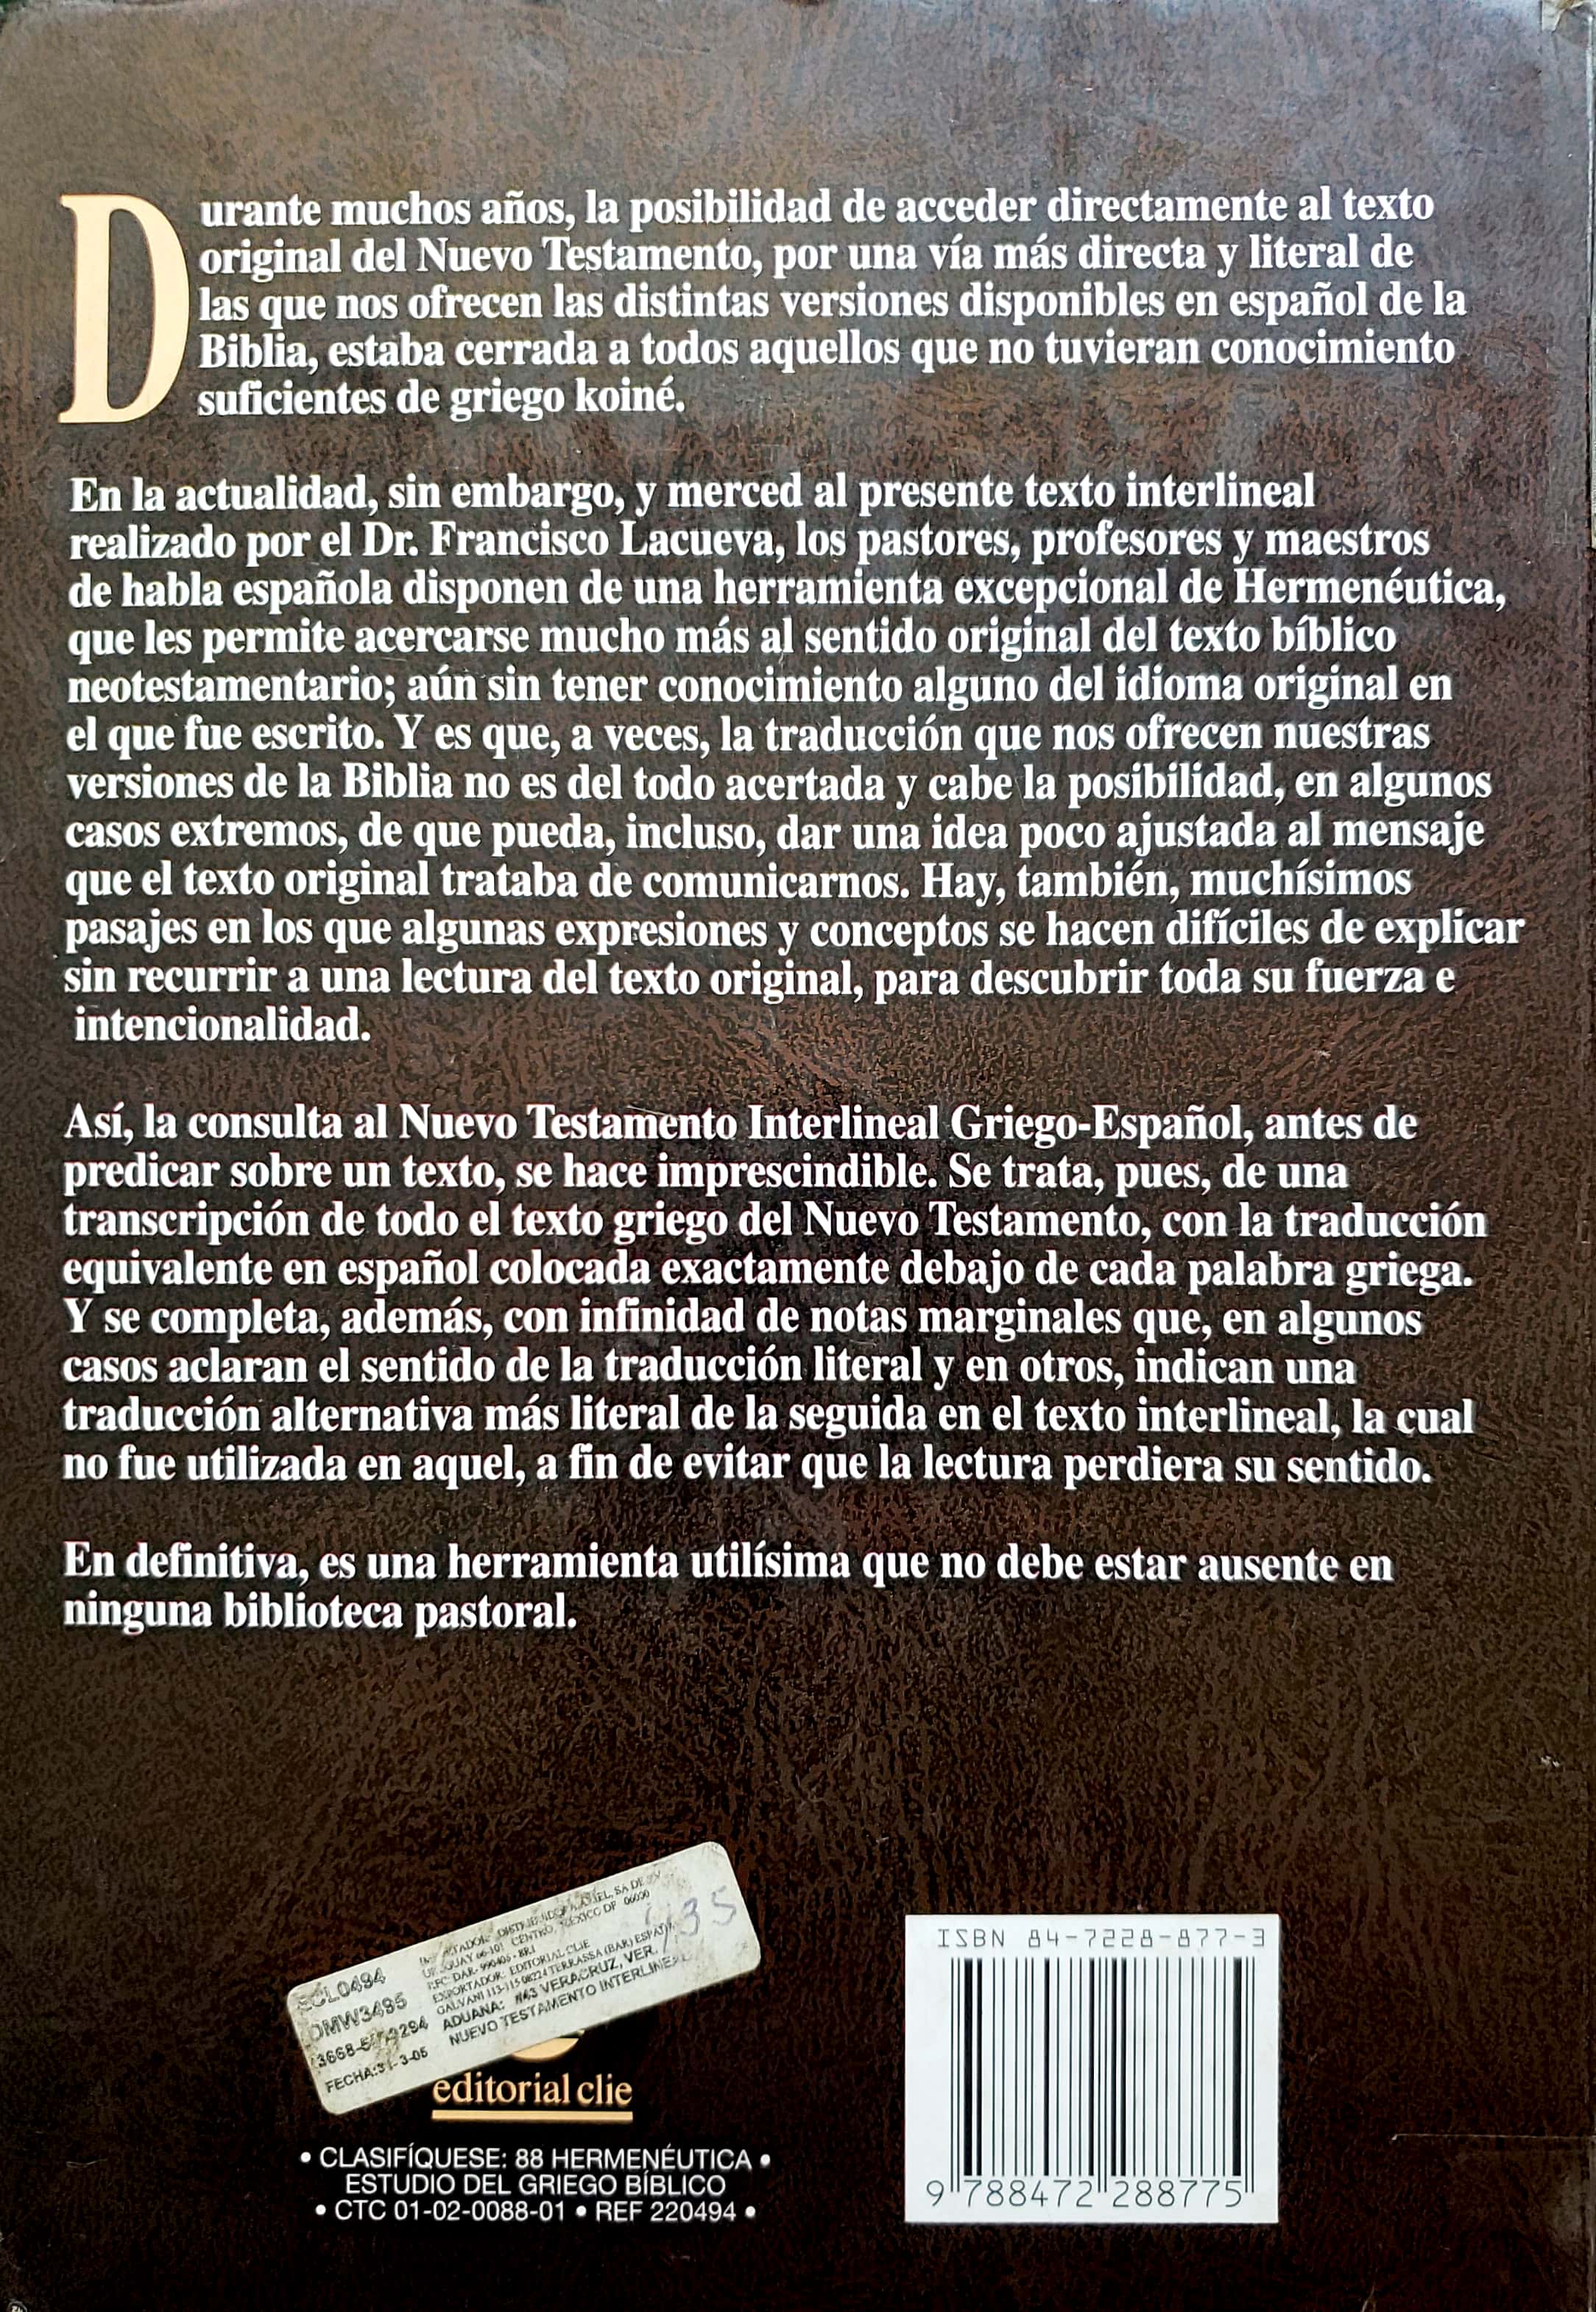 Durante muchos años, la posibilidad de acceder directamente al texto
original del Nuevo Testamento, por una vía más directa y literal de
las que nos ofrecen las distintas versiones disponibles en español de la
Biblia, estaba cerrada a todos aquellos que no tuvieran conocimiento
suficientes de griego koiné.
En la actualidad, sin embargo, y merced al presente texto interlineal
realizado por el Dr. Francisco Lacueva, los pastores, profesores y maestros
de habla española disponen de una herramienta excepcional de Hermenéutica,
que les permite acercarse mucho más al sentido original del texto bíblico
neotestamentario; aún sin tener conocimiento alguno del idioma original en
el que fue escrito. Y es que, a veces, la traducción que nos ofrecen nuestras
versiones de la Biblia no es del todo acertada y cabe la posibilidad, en algunos
casos extremos, de que pueda, incluso, dar una idea poco ajustada al mensaje
que el texto original trataba de comunicarnos. Hay, también, muchísimos
pasajes en los que algunas expresiones y conceptos se hacen difíciles de explicar
sin recurrir a una lectura del texto original, para descubrir toda su fuerza e
intencionalidad.
Así, la consulta al Nuevo Testamento Interlineal Griego-Español, antes de
predicar sobre un texto, se hace imprescindible. Se trata, pues, de una
transcripción de todo el texto griego del Nuevo Testamento, con la traducción
equivalente en español colocada exactamente debajo de cada palabra griega.
Y se completa, además, con infinidad de notas marginales que, en algunos
casos aclaran el sentido de la traducción literal y en otros, indican una
traducción alternativa más literal de la seguida en el texto interlineal, la cual
no fue utilizada en aquel, a fin de evitar que la lectura perdiera su sentido.
En definitiva, es una herramienta utilísima que no debe estar ausente en
ninguna biblioteca pastoral.
SA DE
CENTRO, MEXICO DF 06000
EXPORTADOR: EDITORIAL CLIE
GALVANI 113-115 08224 TERRASSA (BAR)
ADUANA: VERACRUZ, VER.
NUEVO TESTAMENTO
DMW3495
editorial clie
• CLASIFÍQUESE: 88 HERMENÉUTICA •
ESTUDIO DEL GRIEGO BÍBLICO
• CTC 01-02-0088-01 • REF 220494 •
ISBN 84-7228-877-3
9 788472 288775